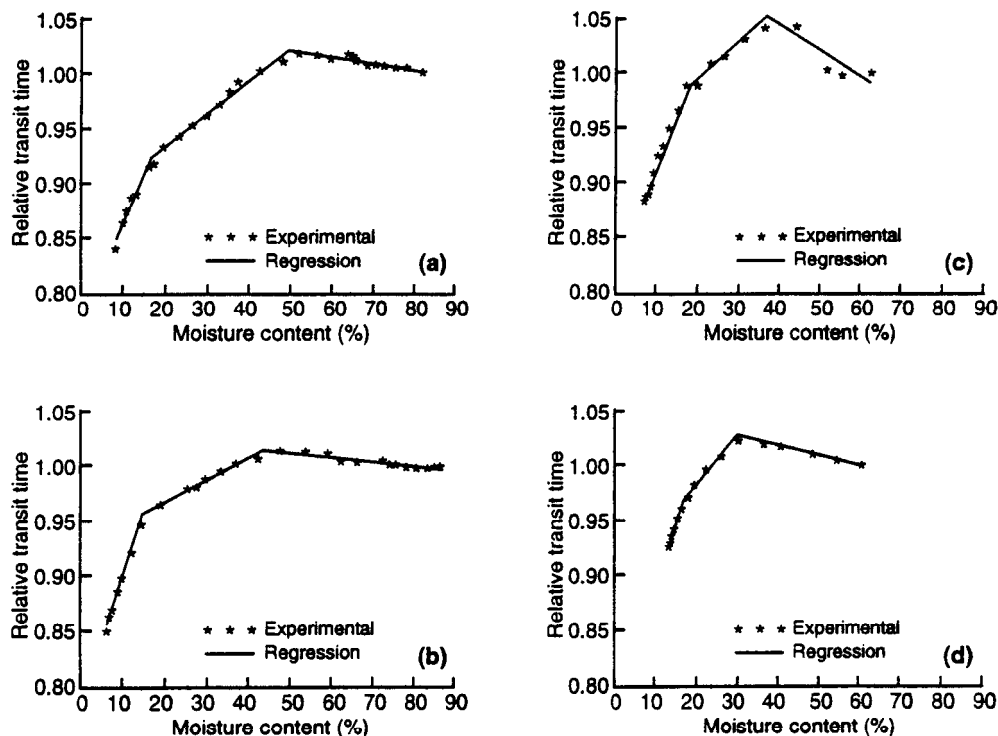 1.05
1.00
0.95
0.90
0.85
0.80
Relative transit time
Experimental
Regression
(a)
0 10 20 30 40 50 60 70 80 90
Moisture content (%)
1.05
1.00
0.95
0.90
0.85
0.80
Relative transit time
Experimental
Regression
(c)
0 10 20 30 40 50 60 70 80 90
Moisture content (%)
1.05
1.00
0.95
0.90
0.85
0.80
Relative transit time
Experimental
Regression
(b)
0 10 20 30 40 50 60 70 80 90
Moisture content (%)
1.05
1.00
0.95
0.90
0.85
0.80
Relative transit time
Experimental
Regression
(d)
0 10 20 30 40 50 60 70 80 90
Moisture content (%)